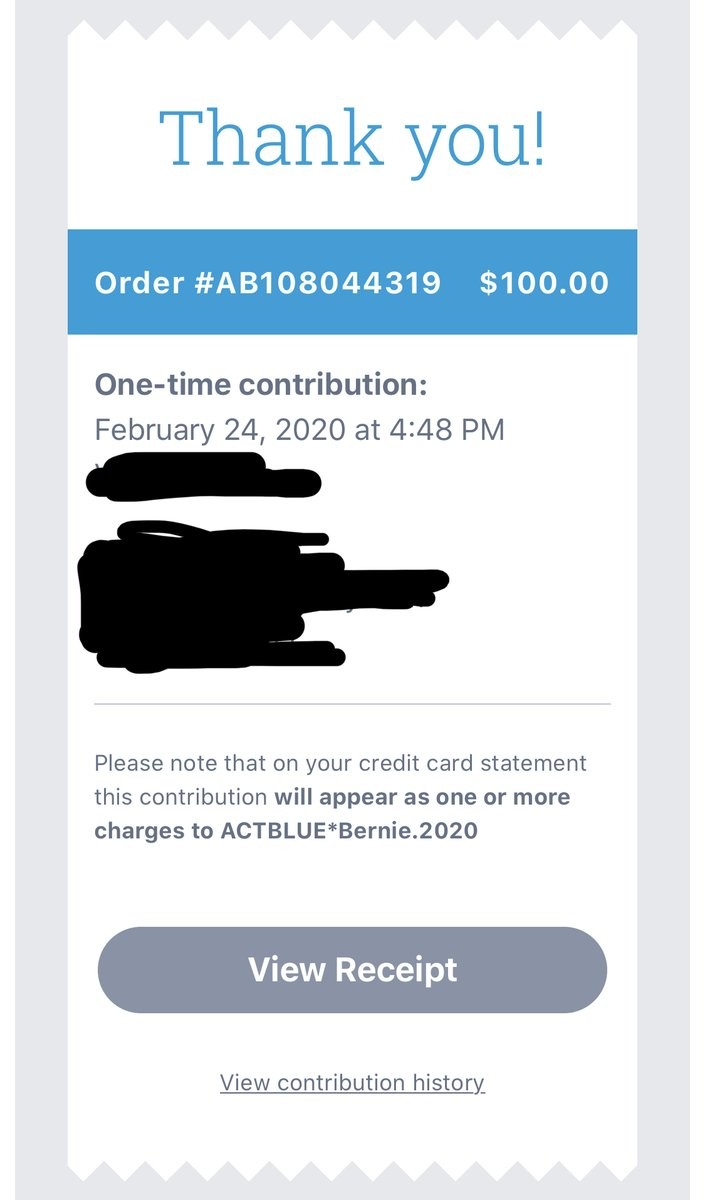 Thank you!
Order #AB108044319 $100.00
One-time contribution:
February 24, 2020 at 4:48 PM
Please note that on your credit card statement
this contribution will appear as one or more
charges to ACTBLUE*Bernie.2020
View Receipt
View contribution history